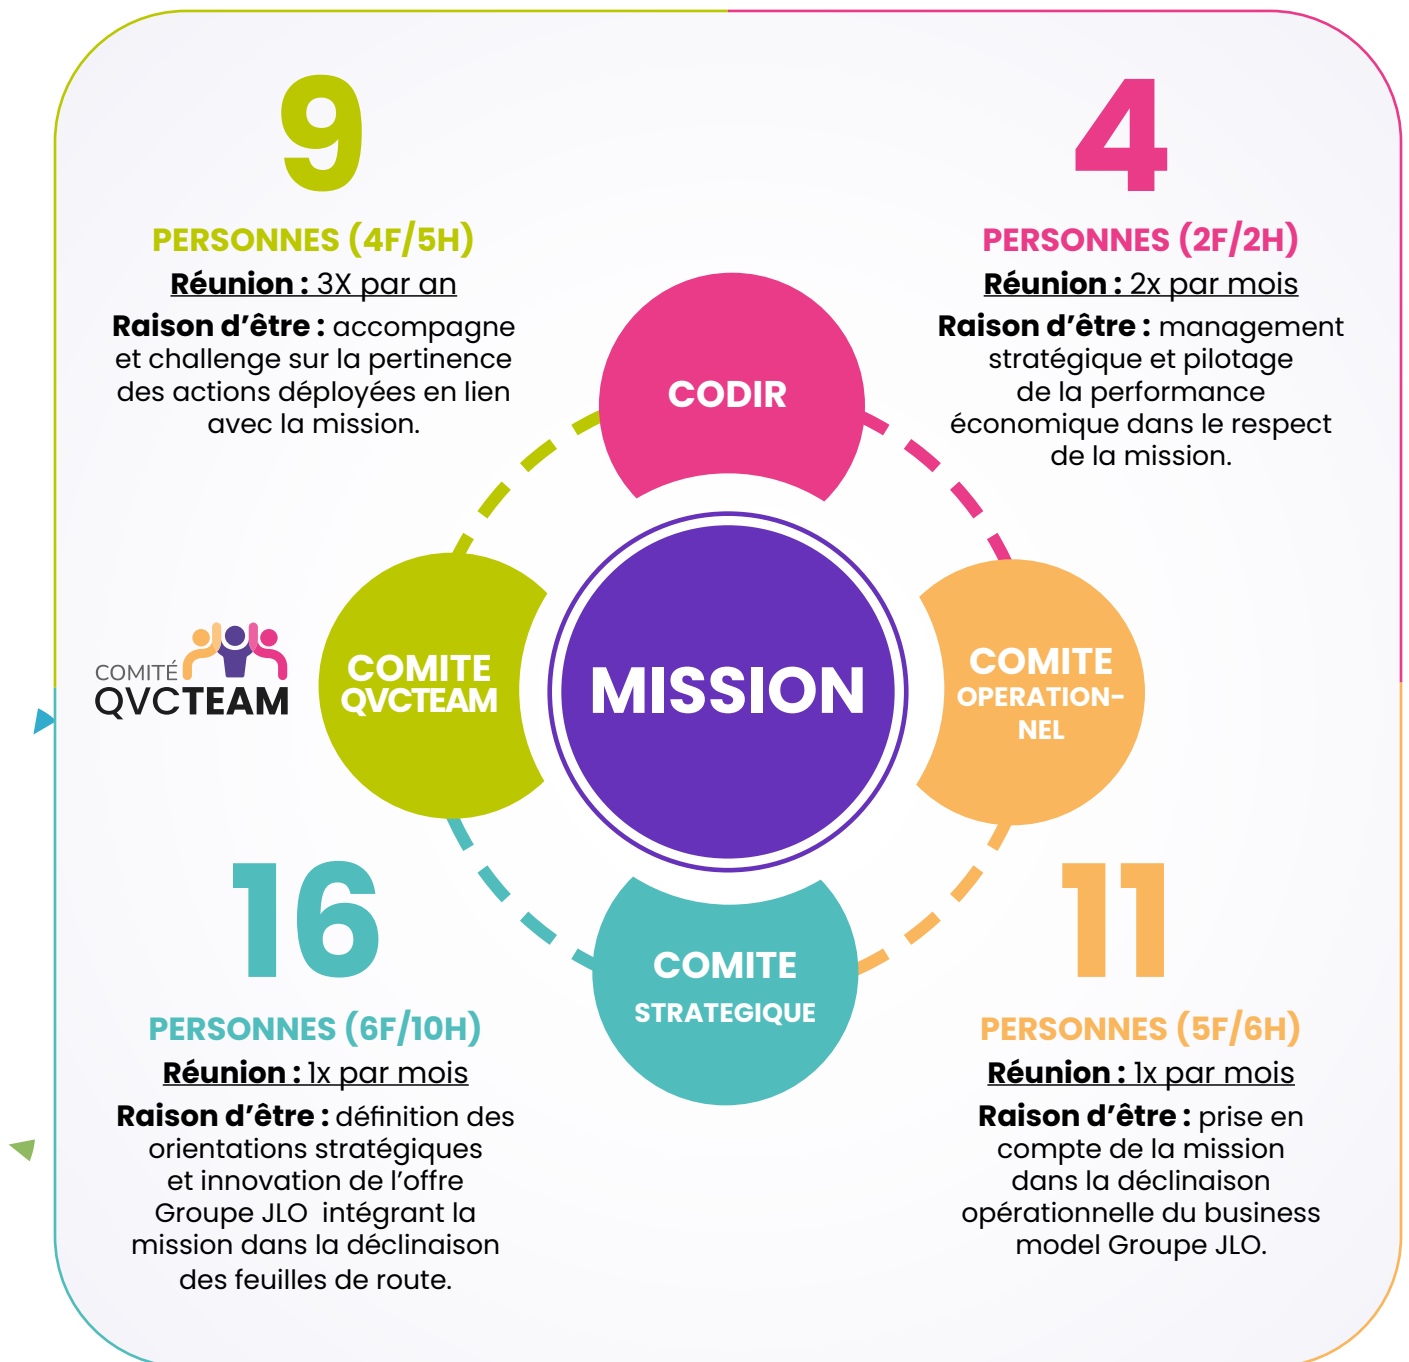 9
PERSONNES (4F/5H)
Réunion : 3X par an
Raison d’être : accompagne
et challenge sur la pertinence
des actions déployées en lien
avec la mission.
4
PERSONNES (2F/2H)
Réunion : 2x par mois
Raison d’être : management
stratégique et pilotage
de la performance
économique dans le respect
de la mission.
CODIR
COMITÉ
QVCTEAM
COMITE
QVCTEAM
MISSION
COMITE
OPERATION-
NEL
COMITE
STRATEGIQUE
16
PERSONNES (6F/10H)
Réunion : 1x par mois
Raison d’être : définition des
orientations stratégiques
et innovation de l’offre
Groupe JLO intégrant la
mission dans la déclinaison
des feuilles de route.
11
PERSONNES (5F/6H)
Réunion : 1x par mois
Raison d’être : prise en
compte de la mission
dans la déclinaison
opérationnelle du business
model Groupe JLO.